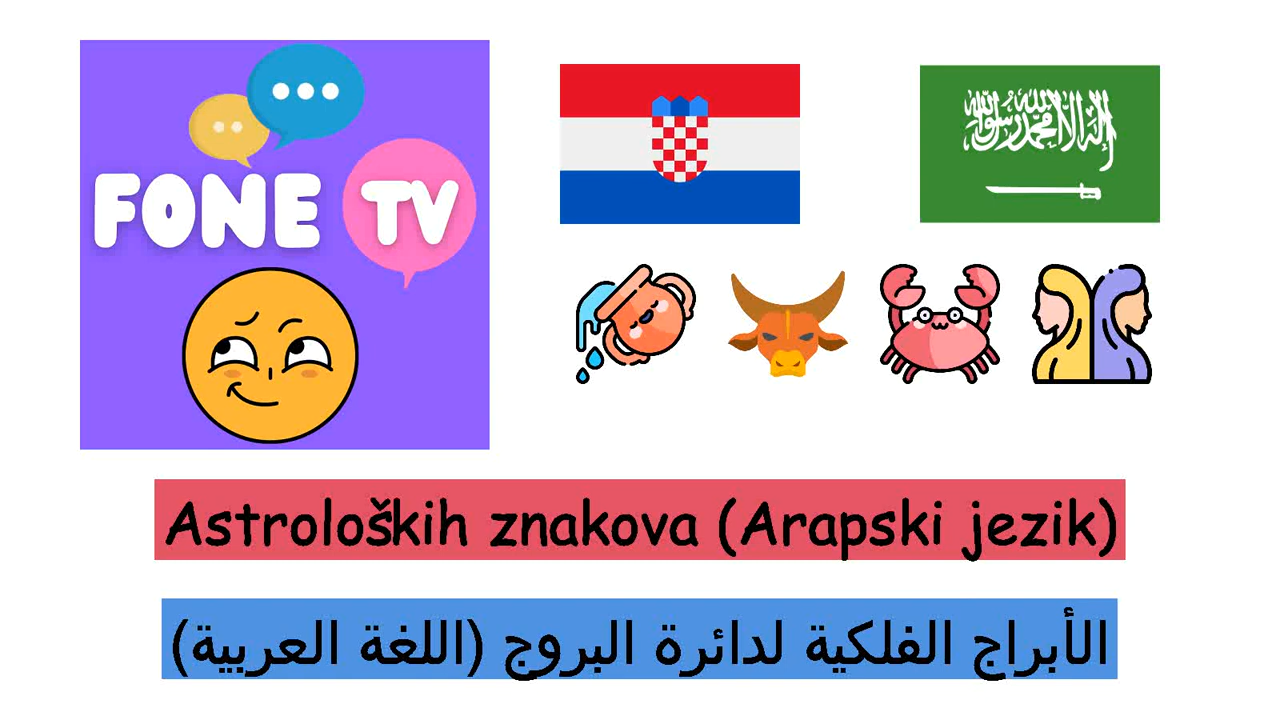 FONE TV
لا إله إلا الله محمد رسول الله
Astroloških znakova (Arapski jezik)
الأبراج الفلكية لدائرة البروج (اللغة العربية)